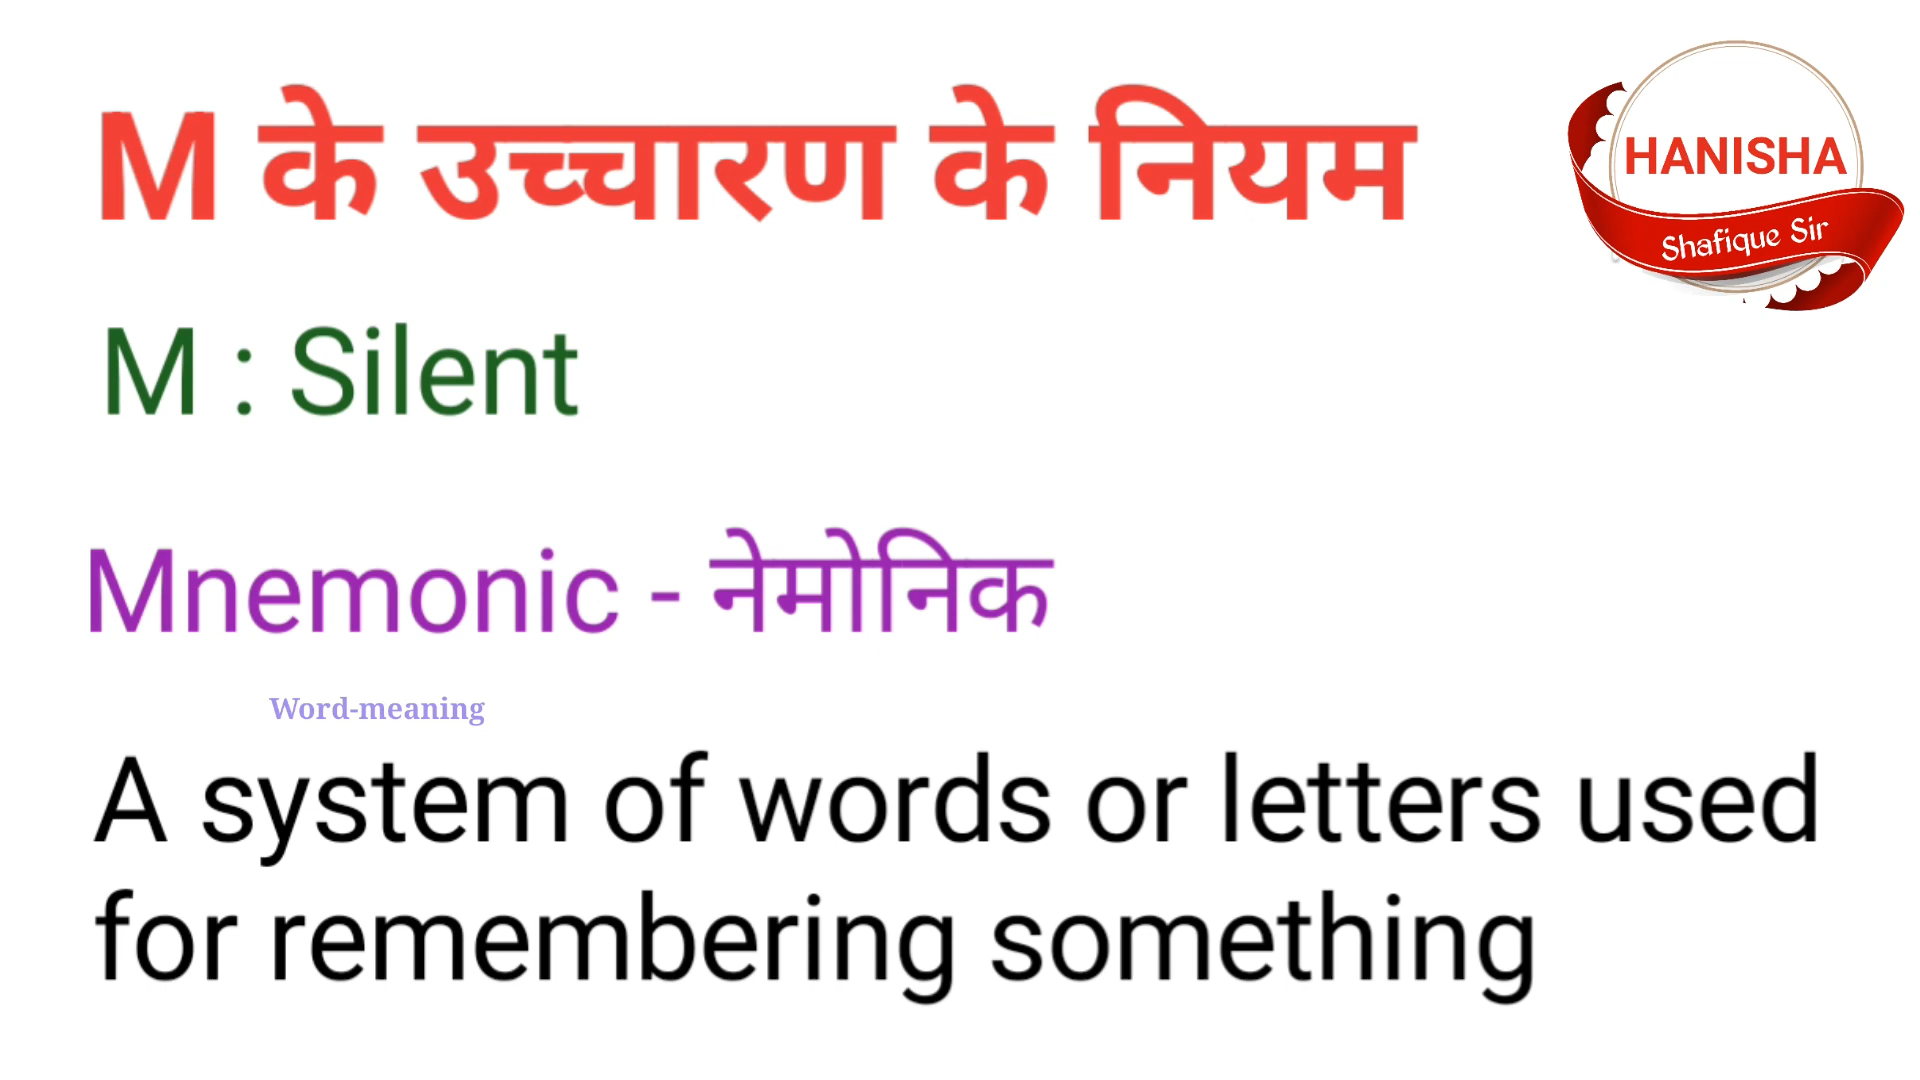 M के उच्चारण के नियम
HANISHA
Shafique Sir
M : Silent
Mnemonic - नेमोनिक
Word-meaning
A system of words or letters used
for remembering something